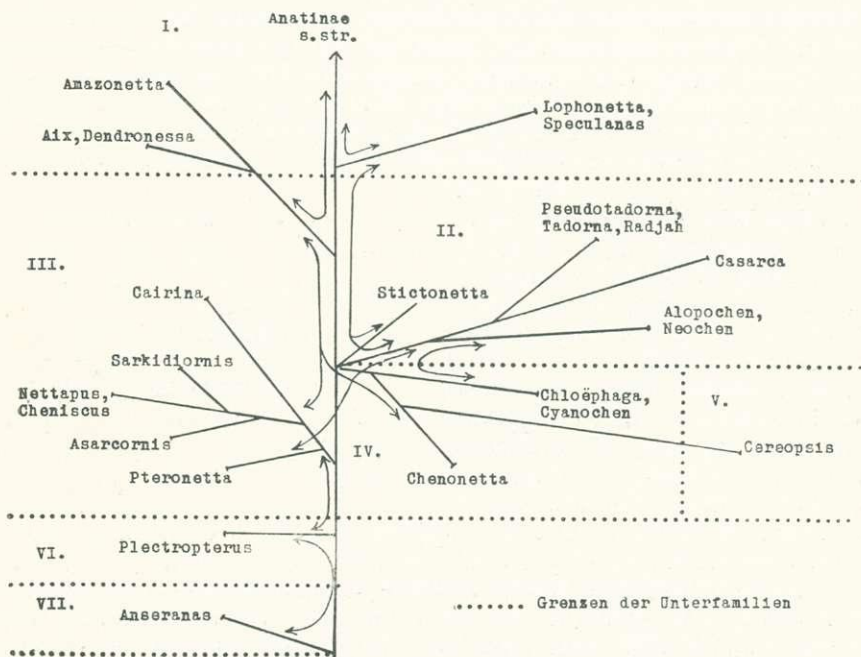 Anatinae
s.str.
I.
Amazonetta
Lophonetta,
Speculanas
Aix,Dendronessa
Pseudotadorna,
Tadorna,Radjah
II.
III.
Casarca
Cairina
Stictonetta
Alopochen,
Neochen
Sarkidiornis
Nettapus,
Cheniscus
Chloëphaga,
Cyanochen
V.
Asarcornis
IV.
Cereopsis
Pteronetta
Chenonetta
VI.
Plectropterus
VII.
Anseranas
Grenzen der Unterfamilien